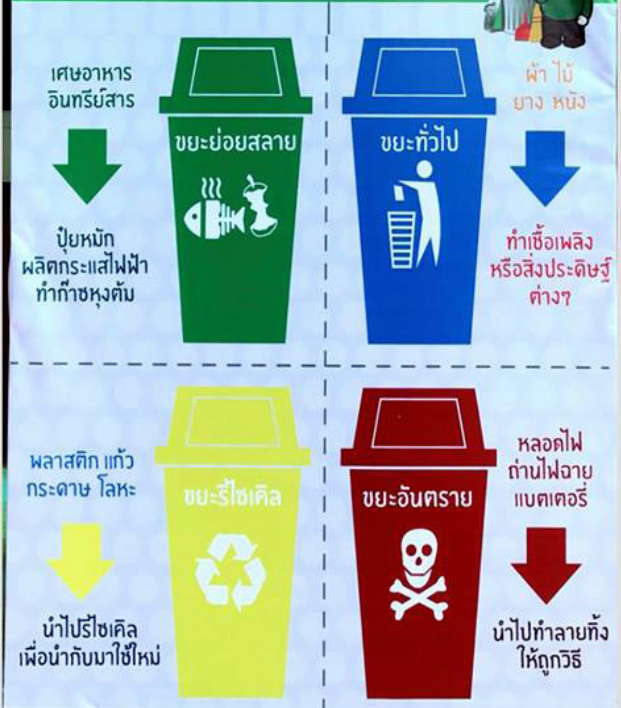 เศษอาหาร
อินทรีย์สาร
ขยะย่อยสลาย
ปุ๋ยหมัก
ผลิตกระแสไฟฟ้า
ทำก๊าซหุงต้ม
ผ้า ไม้
ยาง หนัง
ขยะทั่วไป
ทำเชื้อเพลิง
หรือสิ่งประดิษฐ์
ต่างๆ
พลาสติก แก้ว
กระดาษ โลหะ
ขยะรีไซเคิล
นำไปรีไซเคิล
เพื่อนำกับมาใช้ใหม่
หลอดไฟ
ถ่านไฟฉาย
แบตเตอรี่
ขยะอันตราย
นำไปทำลายทิ้ง
ให้ถูกวิธี